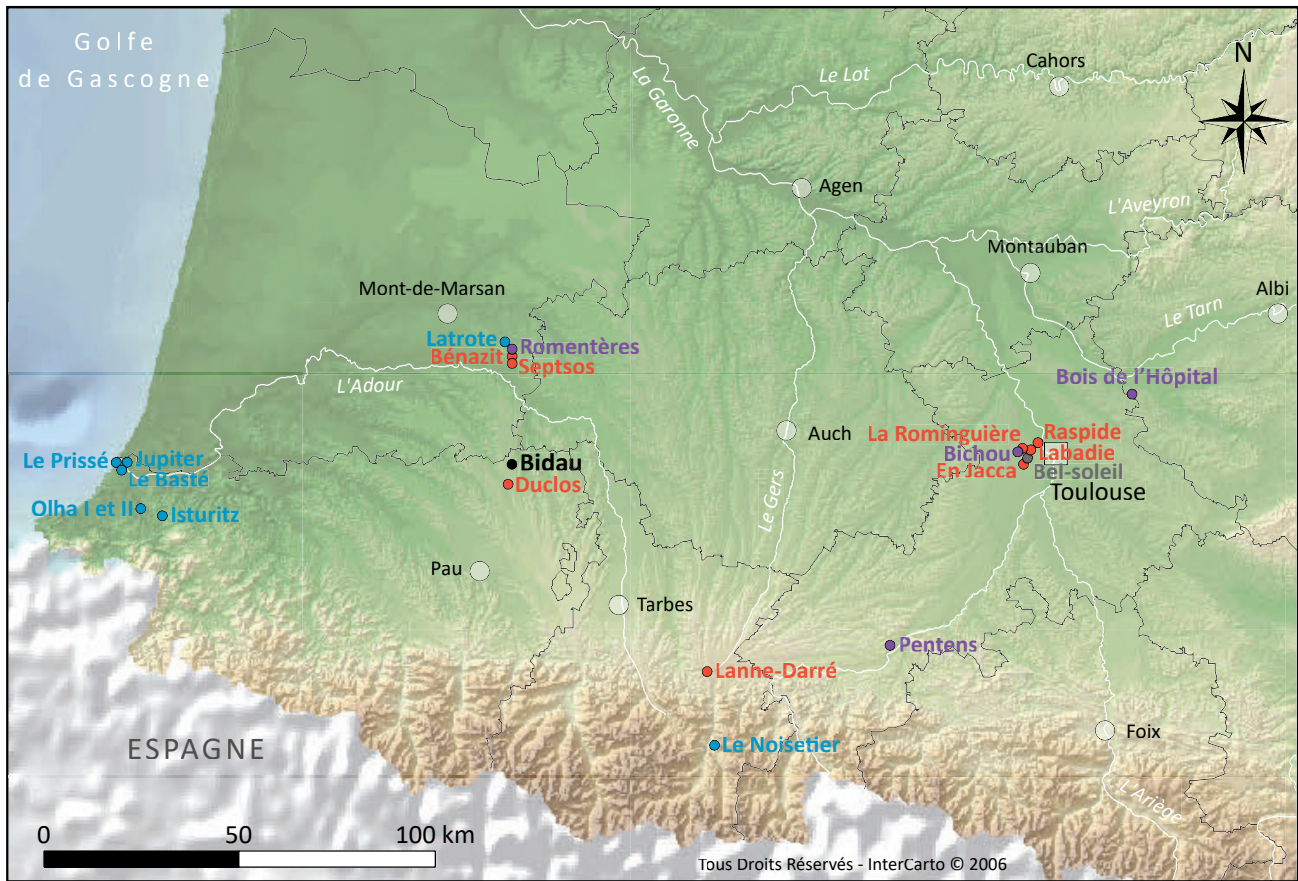 Golfe
de Gascogne
La Garonne
Le Lot
Cahors
N
Agen
L'Aveyron
Montauban
Albi
Le Tarn
Mont-de-Marsan
Latrote
Romentères
Bénazit
Septsos
L'Adour
Bois de l'Hôpital
Auch
La Rominguière
Raspide
Bichou
Labadie
En Jacca
Bel-soleil
Toulouse
Le Prissé
Jupiter
Le Basté
Bidau
Duclos
Olha I et II
Isturitz
Le Gers
Pau
Tarbes
Pentens
Lanne-Darré
Le Noisetier
Foix
L'Ariège
ESPAGNE
0 50 100 km
Tous Droits Réservés - InterCarto © 2006